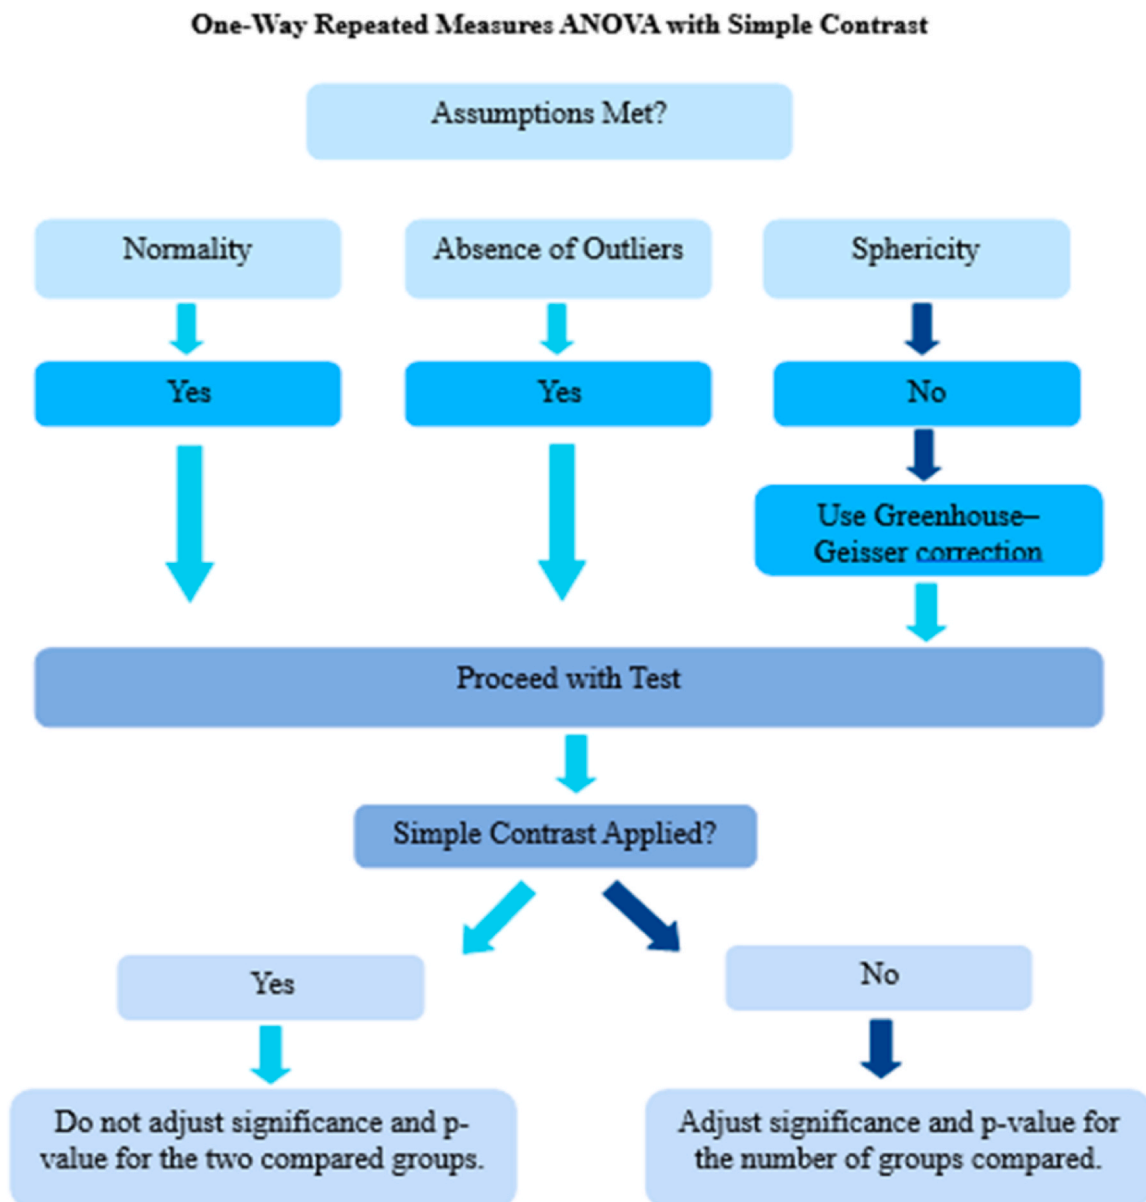 One-Way Repeated Measures ANOVA with Simple Contrast
Assumptions Met?
Normality
Absence of Outliers
Sphericity
Yes
Yes
No
Use Greenhouse–
Geisser correction
Proceed with Test
Simple Contrast Applied?
Yes
No
Do not adjust significance and p-
value for the two compared groups.
Adjust significance and p-value for
the number of groups compared.